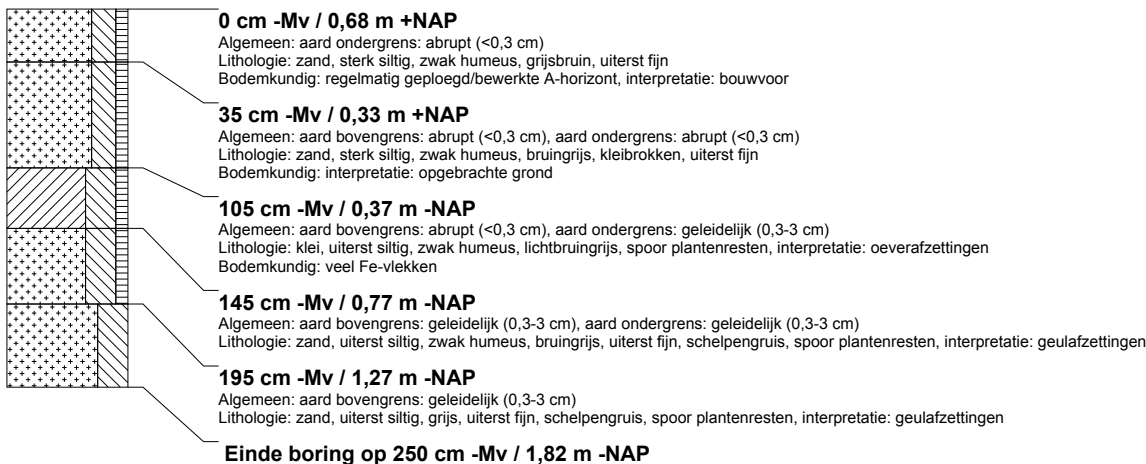 0 cm -Mv / 0,68 m +NAP
Algemeen: aard ondergrens: abrupt (<0,3 cm)
Lithologie: zand, sterk siltig, zwak humeus, grijsbruin, uiterst fijn
Bodemkundig: regelmatig geploegd/bewerkte A-horizont, interpretatie: bouwvoor
35 cm -Mv / 0,33 m +NAP
Algemeen: aard bovengrens: abrupt (<0,3 cm), aard ondergrens: abrupt (<0,3 cm)
Lithologie: zand, sterk siltig, zwak humeus, bruingrijs, kleibrokken, uiterst fijn
Bodemkundig: interpretatie: opgebrachte grond
105 cm -Mv / 0,37 m -NAP
Algemeen: aard bovengrens: abrupt (<0,3 cm), aard ondergrens: geleidelijk (0,3-3 cm)
Lithologie: klei, uiterst siltig, zwak humeus, lichtbruingrijs, spoor plantenresten, interpretatie: oeverafzettingen
Bodemkundig: veel Fe-vlekken
145 cm -Mv / 0,77 m -NAP
Algemeen: aard bovengrens: geleidelijk (0,3-3 cm), aard ondergrens: geleidelijk (0,3-3 cm)
Lithologie: zand, uiterst siltig, zwak humeus, bruingrijs, uiterst fijn, schelpengruis, spoor plantenresten, interpretatie: geulafzettingen
195 cm -Mv / 1,27 m -NAP
Algemeen: aard bovengrens: geleidelijk (0,3-3 cm)
Lithologie: zand, uiterst siltig, grijs, uiterst fijn, schelpengruis, spoor plantenresten, interpretatie: geulafzettingen
Einde boring op 250 cm -Mv / 1,82 m -NAP